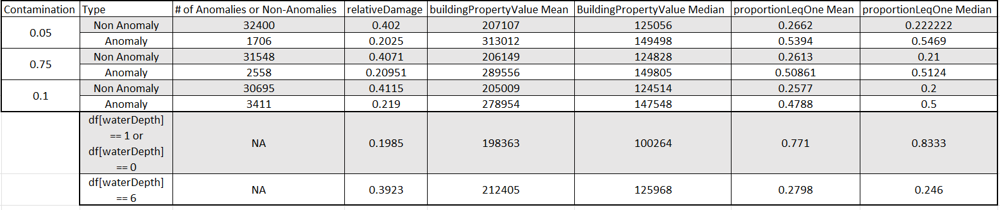 Contamination Type # of Anomalies or Non-Anomalies relativeDamage buildingPropertyValue Mean BuildingPropertyValue Median proportionLeqOne Mean proportionLeqOne Median
0.05 Non Anomaly 32400 0.402 207107 125056 0.2662 0.222222
Anomaly 1706 0.2025 313012 149498 0.5394 0.5469
0.75 Non Anomaly 31548 0.4071 206149 124828 0.2613 0.21
Anomaly 2558 0.20951 289556 149805 0.50861 0.5124
0.1 Non Anomaly 30695 0.4115 205009 124514 0.2577 0.2
Anomaly 3411 0.219 278954 147548 0.4788 0.5
df[waterDepth]
== 1 or
df[waterDepth]
== 0
NA 0.1985 198363 100264 0.771 0.8333
df[waterDepth]
== 6
NA 0.3923 212405 125968 0.2798 0.246